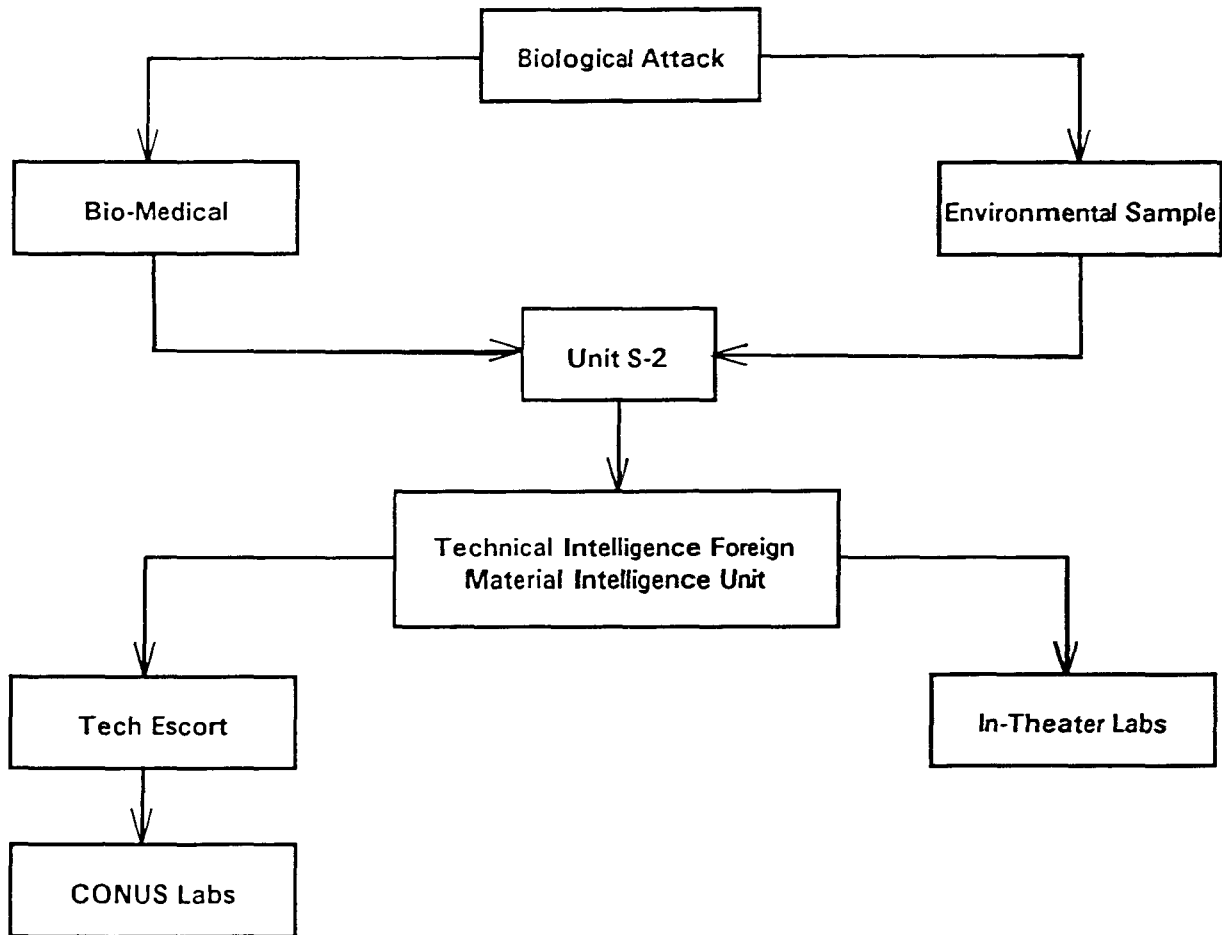 Biological Attack
Bio-Medical
Environmental Sample
Unit S-2
Technical Intelligence Foreign
Material Intelligence Unit
Tech Escort
In-Theater Labs
CONUS Labs